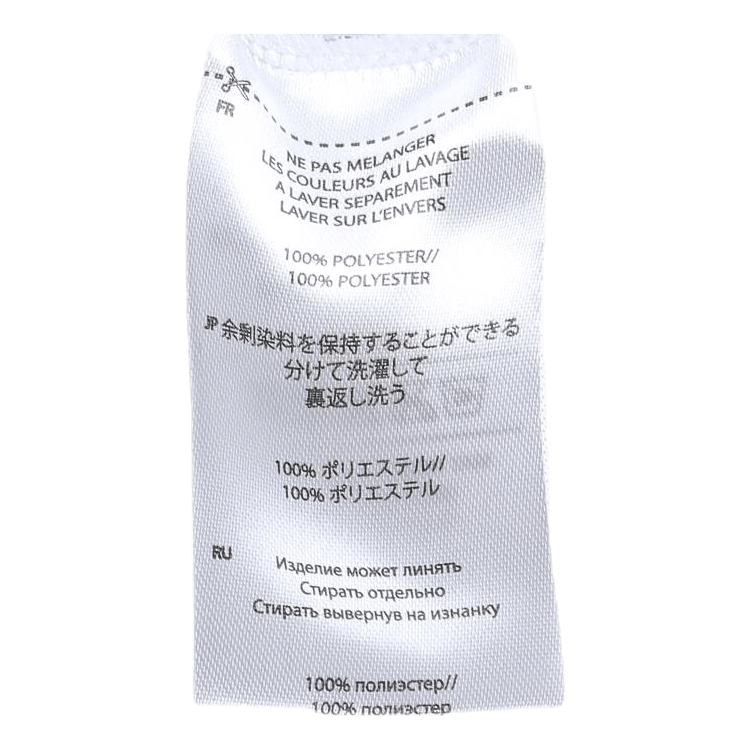 FR
NE PAS MELANGER
LES COULEURS AU LAVAGE
A LAVER SEPAREMENT
LAVER SUR L'ENVERS
100% POLYESTER//
100% POLYESTER
JP 余剰染料を保持することができる
分けて洗濯して
裏返し洗う
100% ポリエステル//
100% ポリエステル
RU
Изделие может линять
Стирать отдельно
Стирать вывернув на изнанку
100% полиэстер//
100% полиэстер